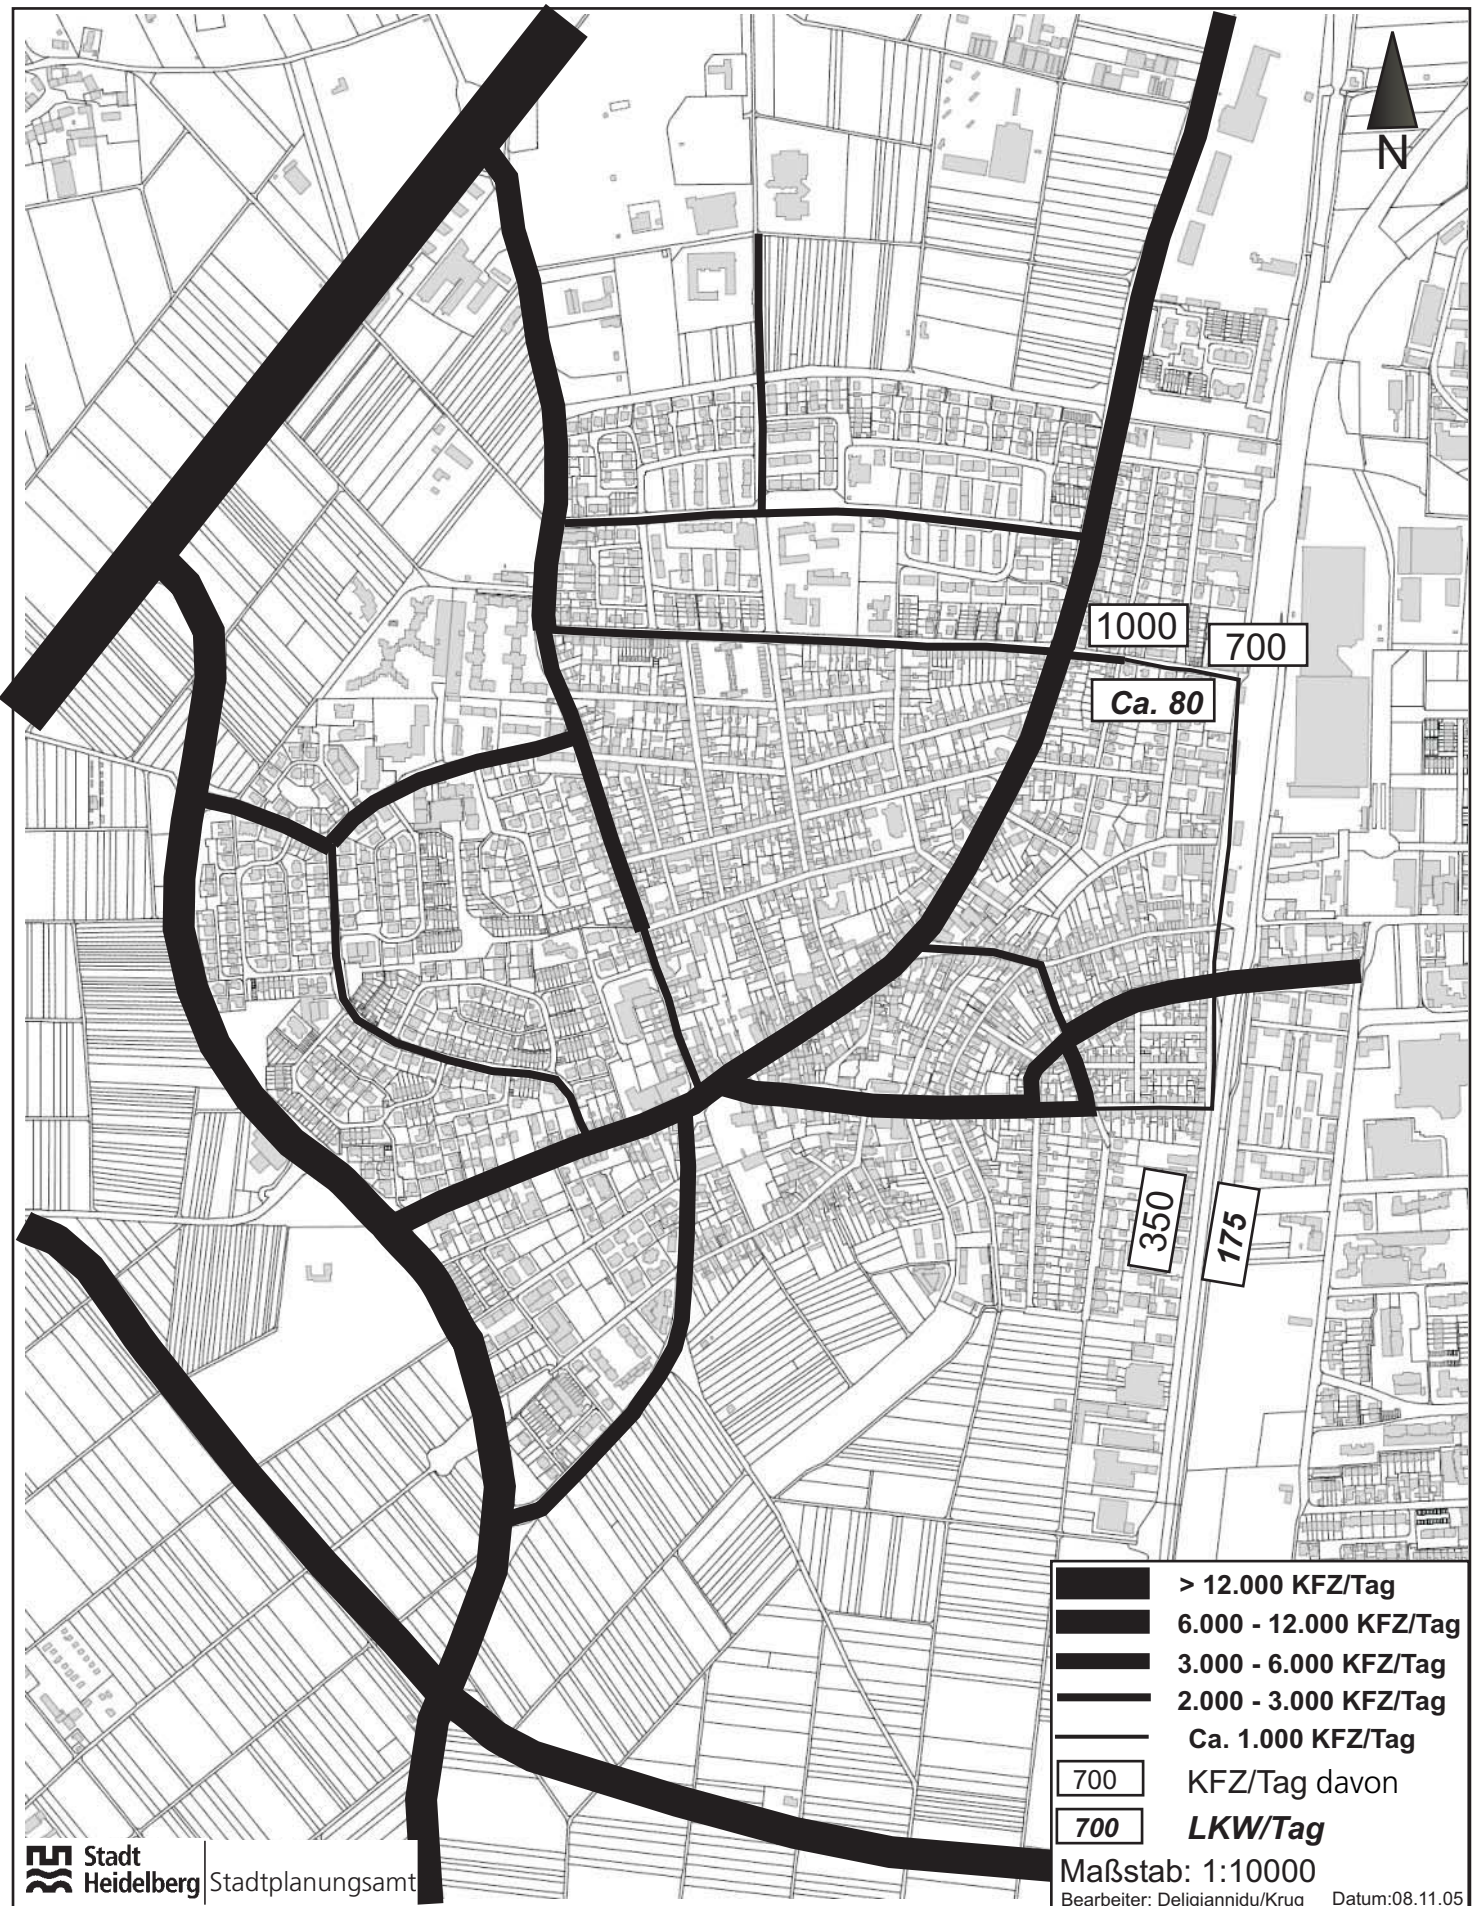 N
1000
700
Ca. 80
350
175
> 12.000 KFZ/Tag
6.000 - 12.000 KFZ/Tag
3.000 - 6.000 KFZ/Tag
2.000 - 3.000 KFZ/Tag
Ca. 1.000 KFZ/Tag
700 KFZ/Tag davon
700 LKW/Tag
Maßstab: 1:10000
Bearbeiter: Deligiannidu/Krug Datum:08.11.05
Stadt
Heidelberg Stadtplanungsamt